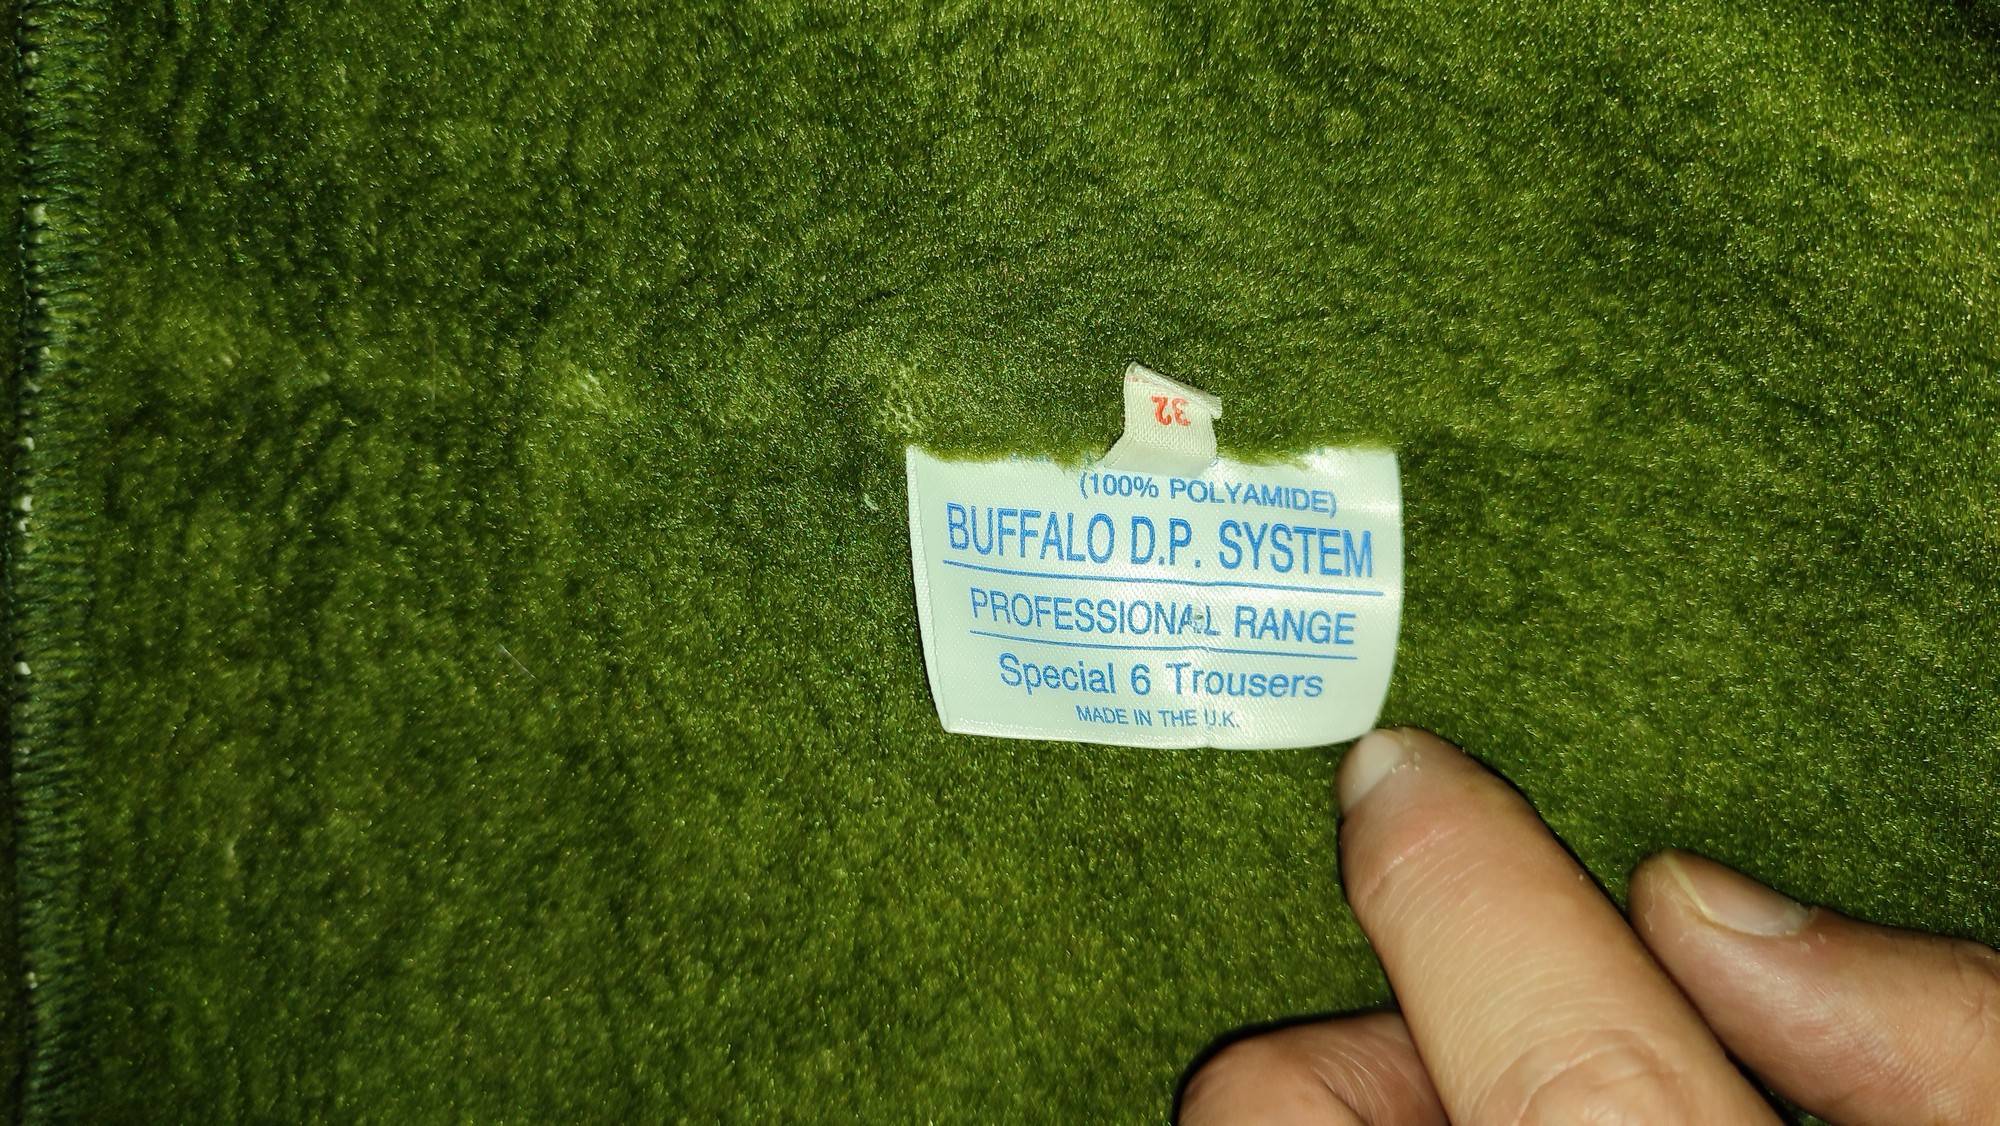 32
(100% POLYAMIDE)
BUFFALO D.P. SYSTEM
PROFESSIONAL RANGE
Special 6 Trousers
MADE IN THE U.K.